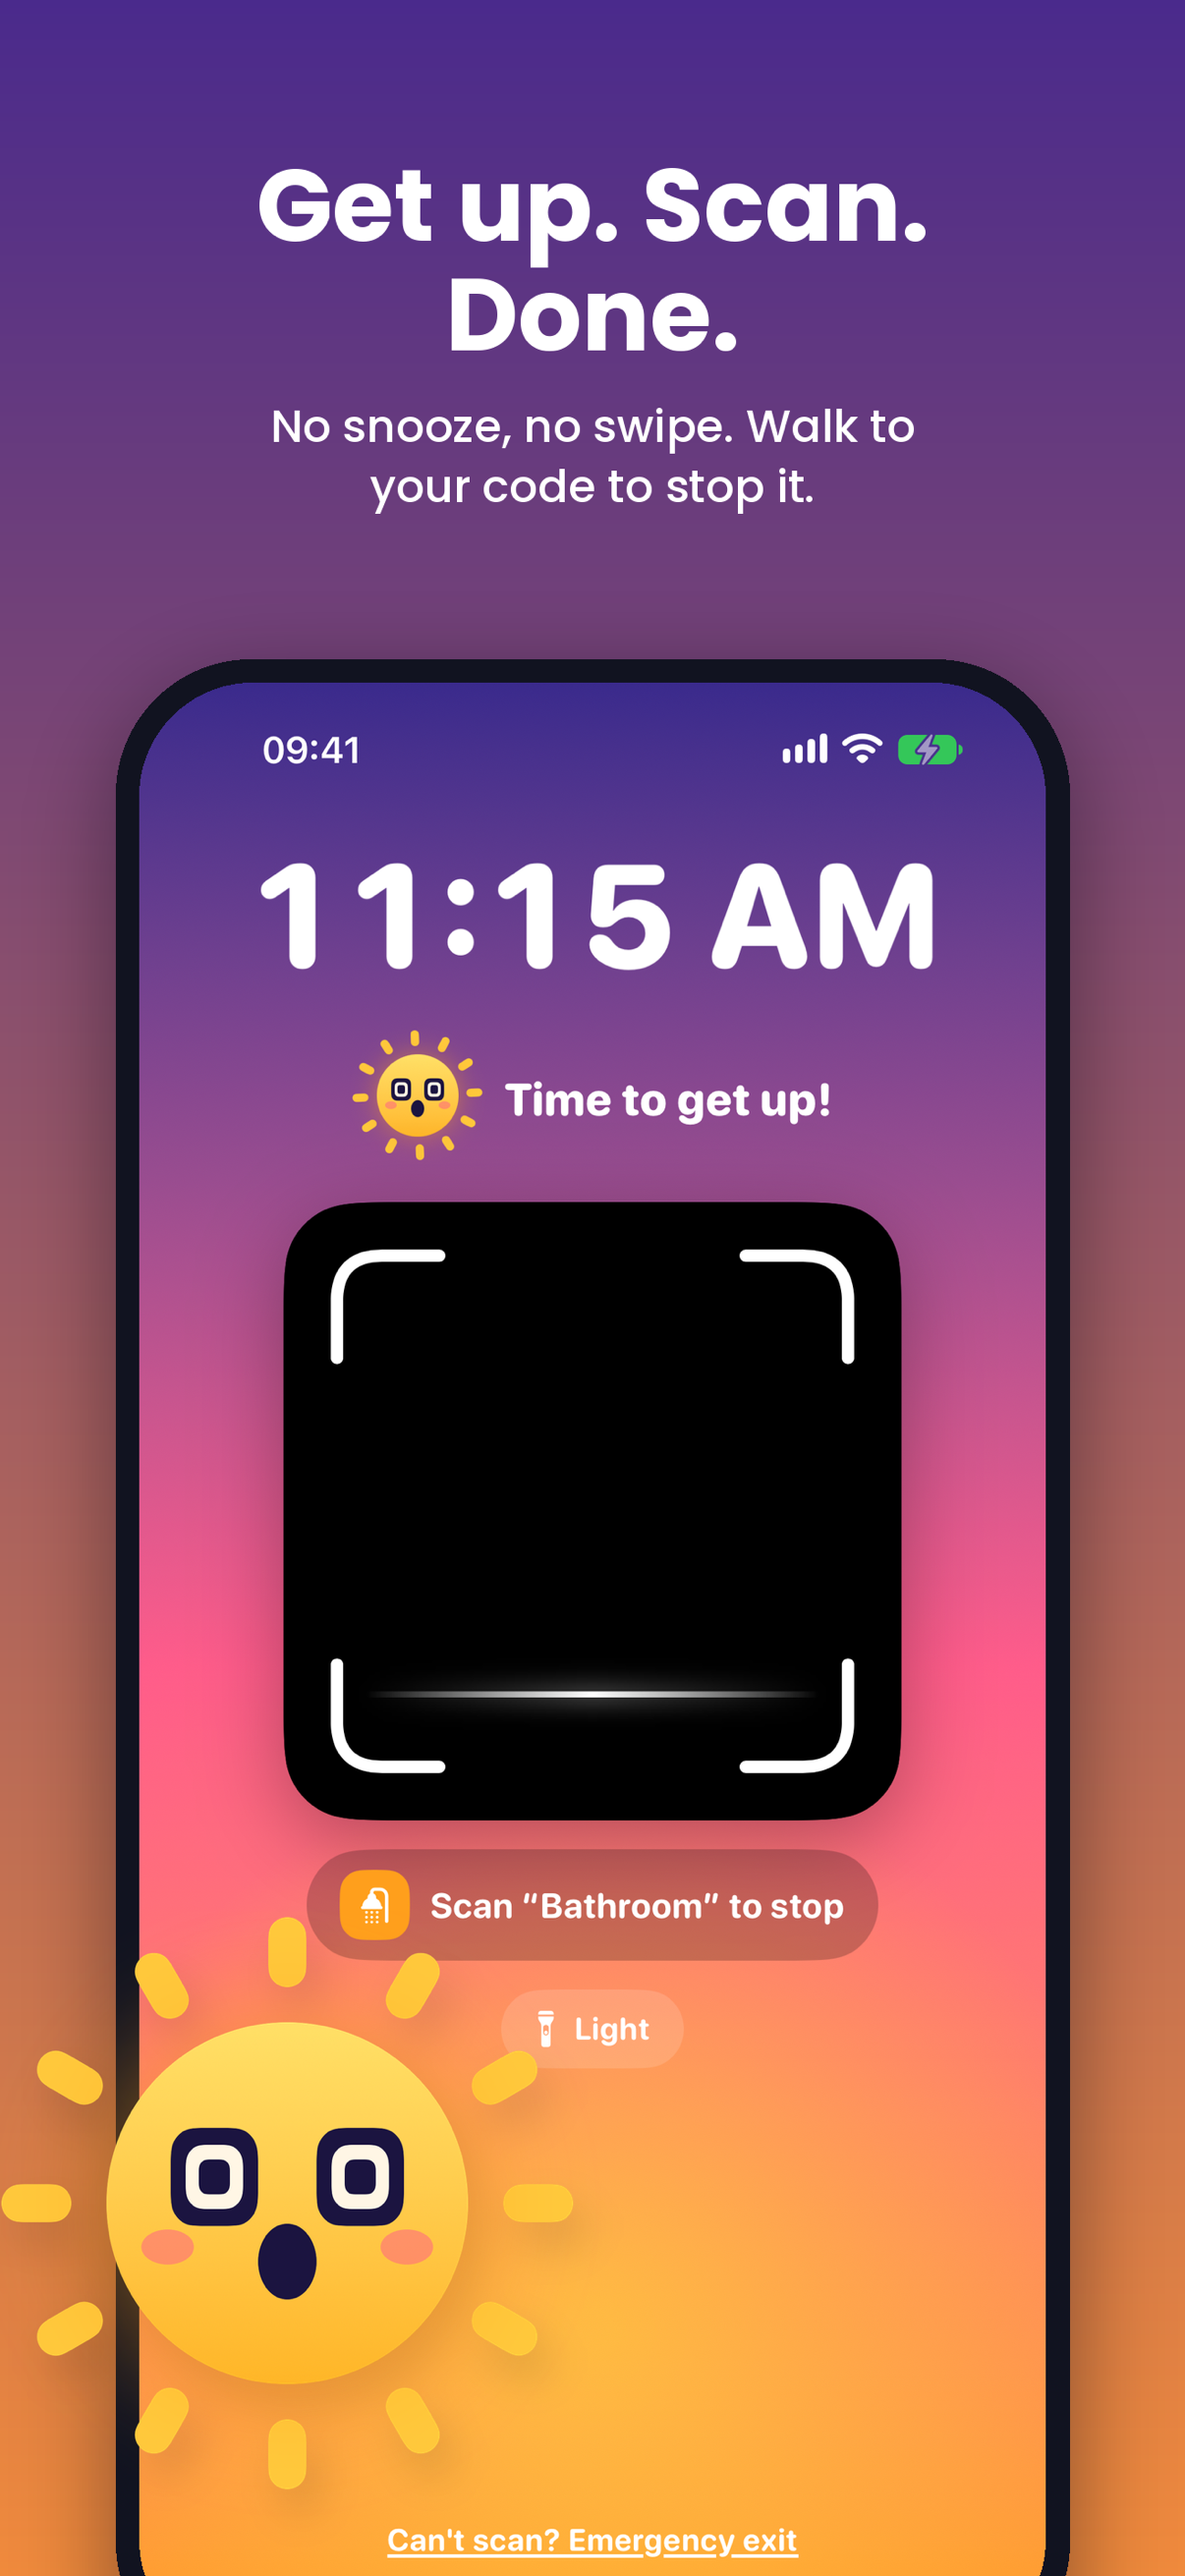 Get up. Scan.
Done.
No snooze, no swipe. Walk to
your code to stop it.
09:41
11:15 AM
Time to get up!
Scan “Bathroom” to stop
Light
Can't scan? Emergency exit